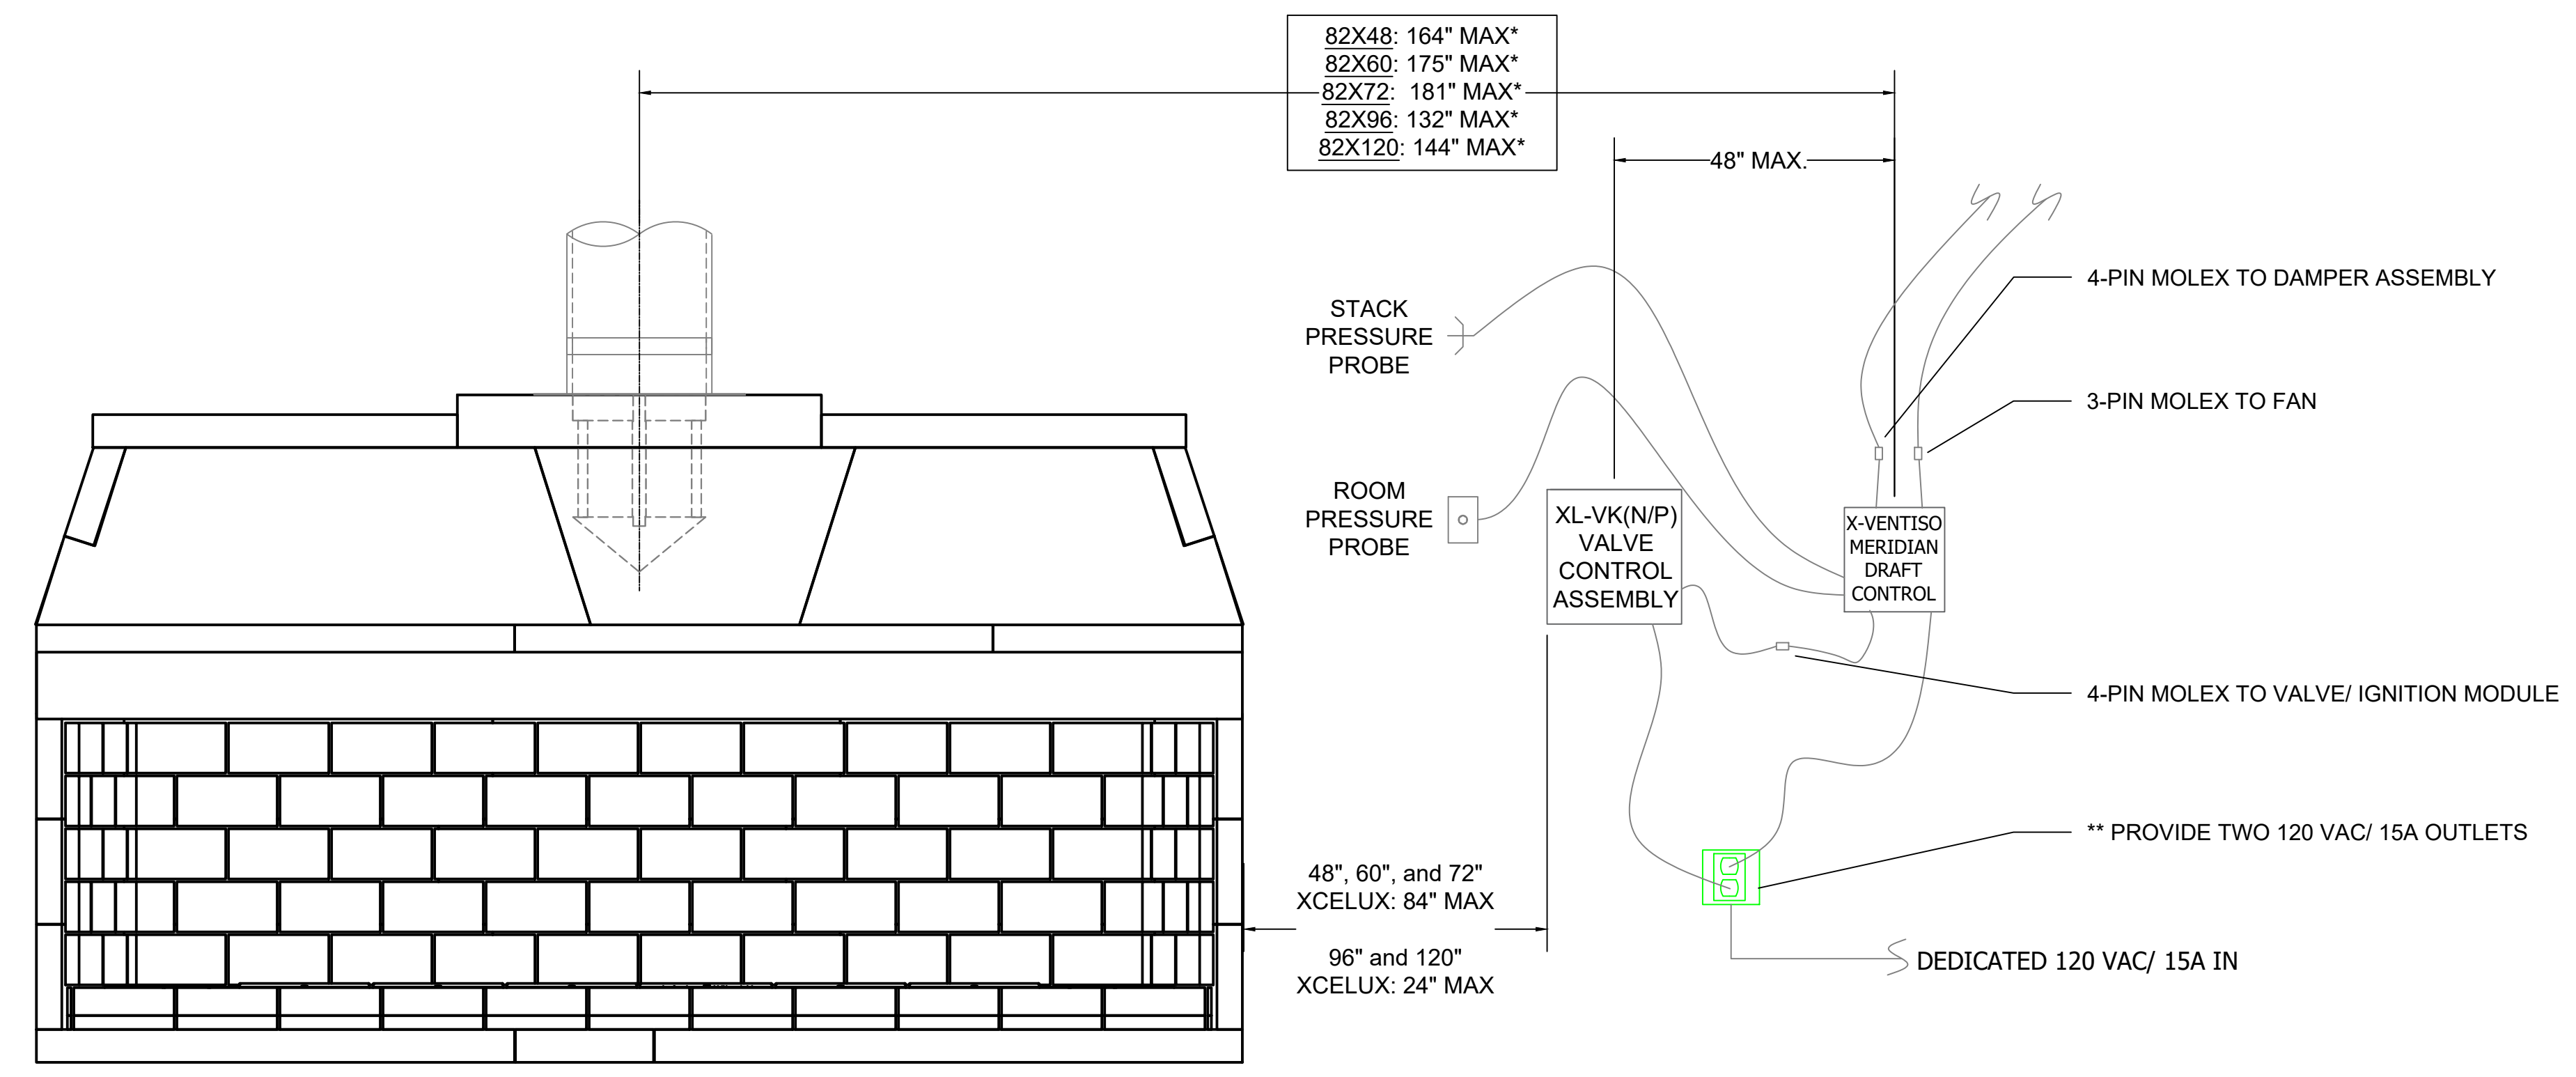 82X48: 164" MAX*
82X60: 175" MAX*
82X72: 181" MAX*
82X96: 132" MAX*
82X120: 144" MAX*
48" MAX.
4-PIN MOLEX TO DAMPER ASSEMBLY
STACK
PRESSURE
PROBE
3-PIN MOLEX TO FAN
ROOM
PRESSURE
PROBE
XL-VK(N/P)
VALVE
CONTROL
ASSEMBLY
X-VENTISO
MERIDIAN
DRAFT
CONTROL
4-PIN MOLEX TO VALVE/ IGNITION MODULE
** PROVIDE TWO 120 VAC/ 15A OUTLETS
48", 60", and 72"
XCELUX: 84" MAX
96" and 120"
XCELUX: 24" MAX
DEDICATED 120 VAC/ 15A IN